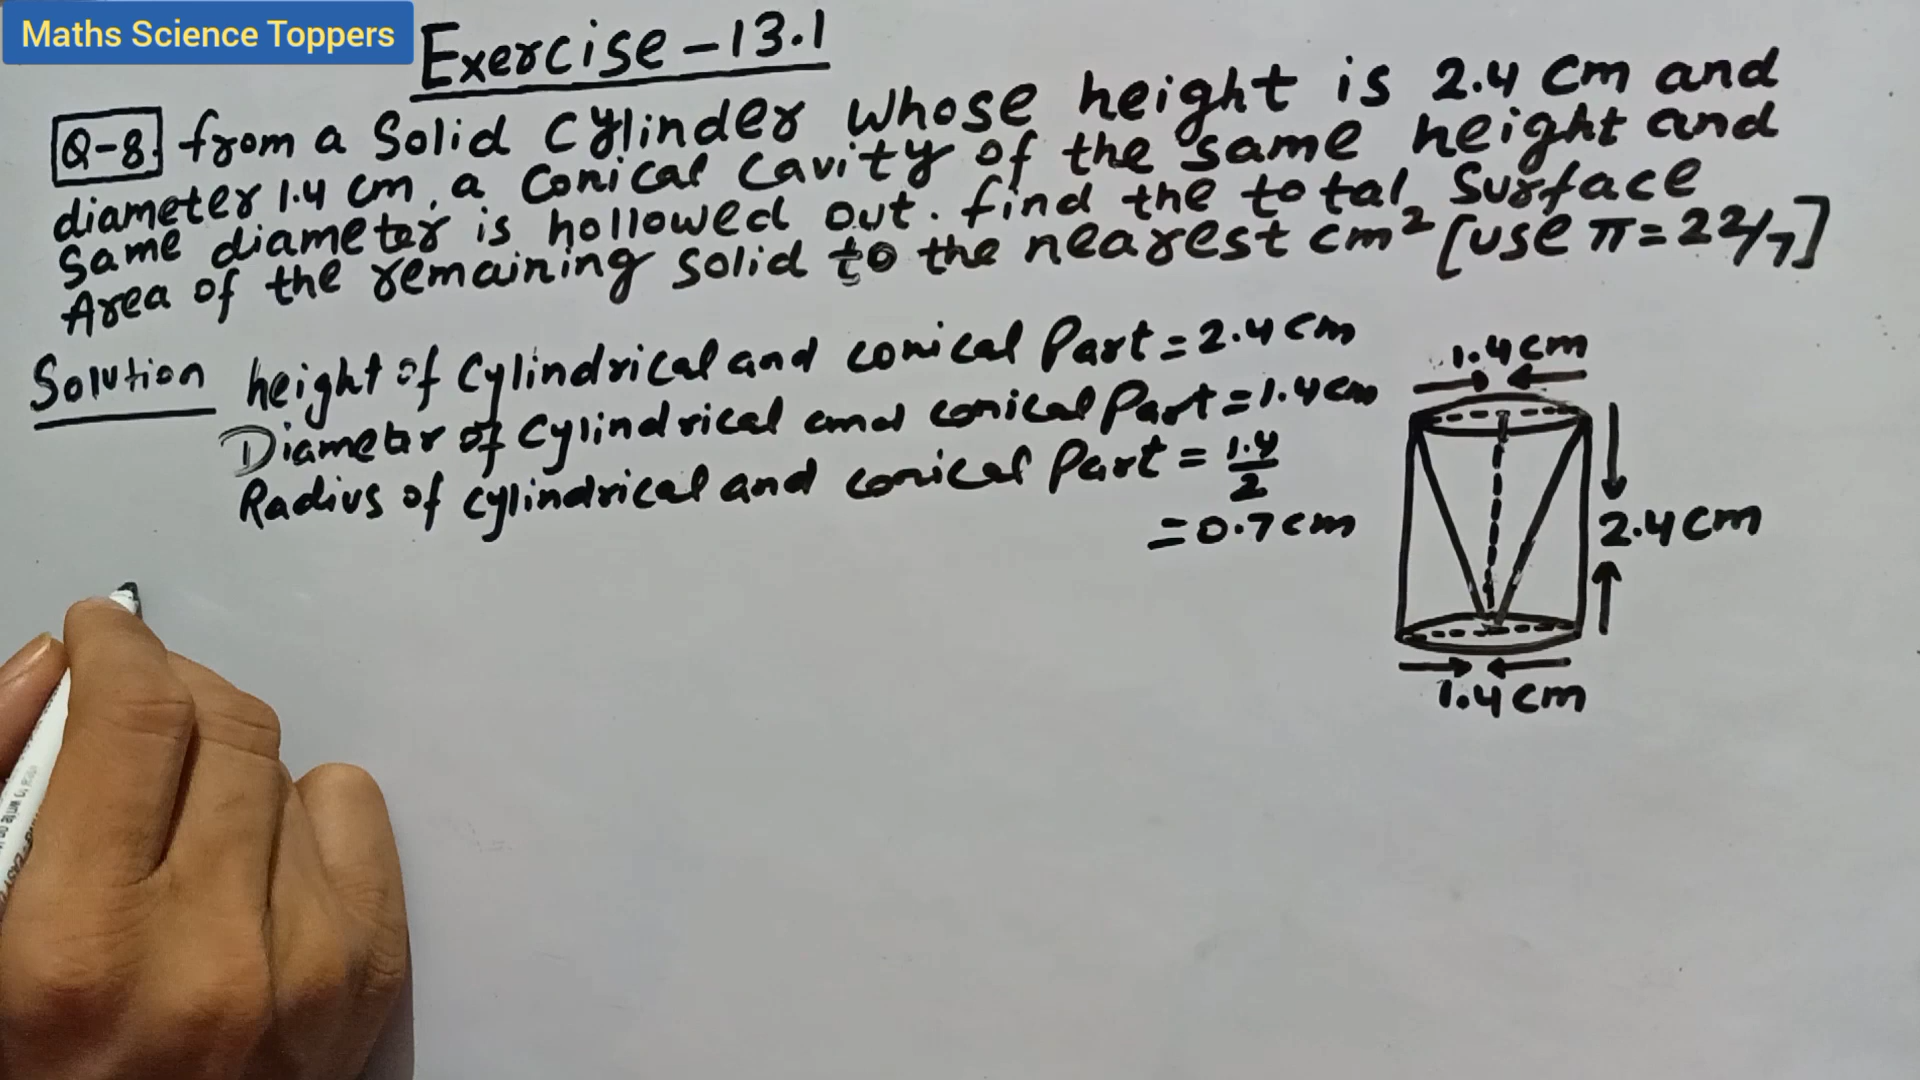 Maths Science Toppers
Exercise - 13.1
Q-8. from a Solid Cylinder whose height is 2.4 cm and
diameter 1.4 cm, a conical cavity of the same height and
same diameter is hollowed out. find the total surface
Area of the remaining solid to the nearest cm² [use π = 22/7]
Solution height of Cylindrical and conical Part = 2.4 cm
Diameter of Cylindrical and conical Part = 1.4 cm
Radius of cylindrical and conical Part = 1.4/2
= 0.7 cm
1.4 cm
2.4 cm
1.4 cm